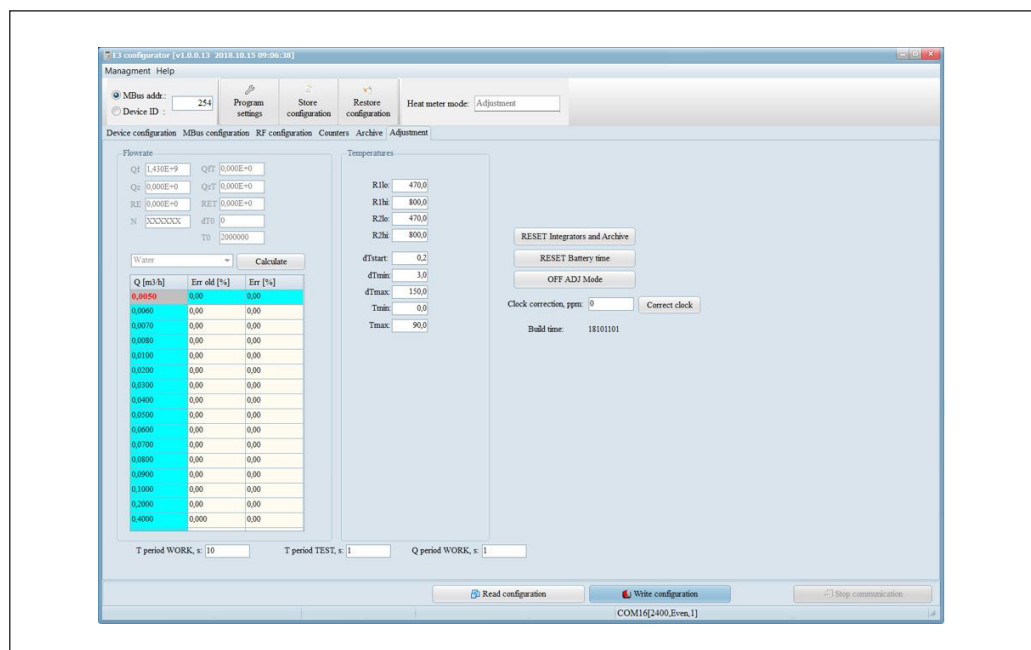 E3 configurator [v1.0.0.13 2018.10.15 09:06:38]
Managment Help
MBus addr.:
Device ID :
254
Program settings
Store configuration
Restore configuration
Heat meter mode: Adjustment
Device configuration MBus configuration RF configuration Counters Archive Adjustment
Flowrate
Qf 1,430E+9 QfT 0,000E+0
Qz 0,000E+0 QzT 0,000E+0
RE 0,000E+0 RET 0,000E+0
N XXXXXX dT0 0
T0 2000000
Water Calculate
Q [m3/h] Err old [%] Err [%]
0,0050 0,00 0,00
0,0060 0,00 0,00
0,0070 0,00 0,00
0,0080 0,00 0,00
0,0100 0,00 0,00
0,0200 0,00 0,00
0,0300 0,00 0,00
0,0400 0,00 0,00
0,0500 0,00 0,00
0,0600 0,00 0,00
0,0700 0,00 0,00
0,0800 0,00 0,00
0,0900 0,00 0,00
0,1000 0,00 0,00
0,2000 0,00 0,00
0,4000 0,000 0,00
Temperatures
R1lo: 470,0
R1hi: 800,0
R2lo: 470,0
R2hi: 800,0
dTstart: 0,2
dTmin: 3,0
dTmax: 150,0
Tmin: 0,0
Tmax: 90,0
RESET Integrators and Archive
RESET Battery time
OFF ADJ Mode
Clock correction, ppm: 0 Correct clock
Build time: 18101101
T period WORK, s: 10 T period TEST, s: 1 Q period WORK, s: 1
Read configuration Write configuration Stop communication
COM16[2400,Even,1]